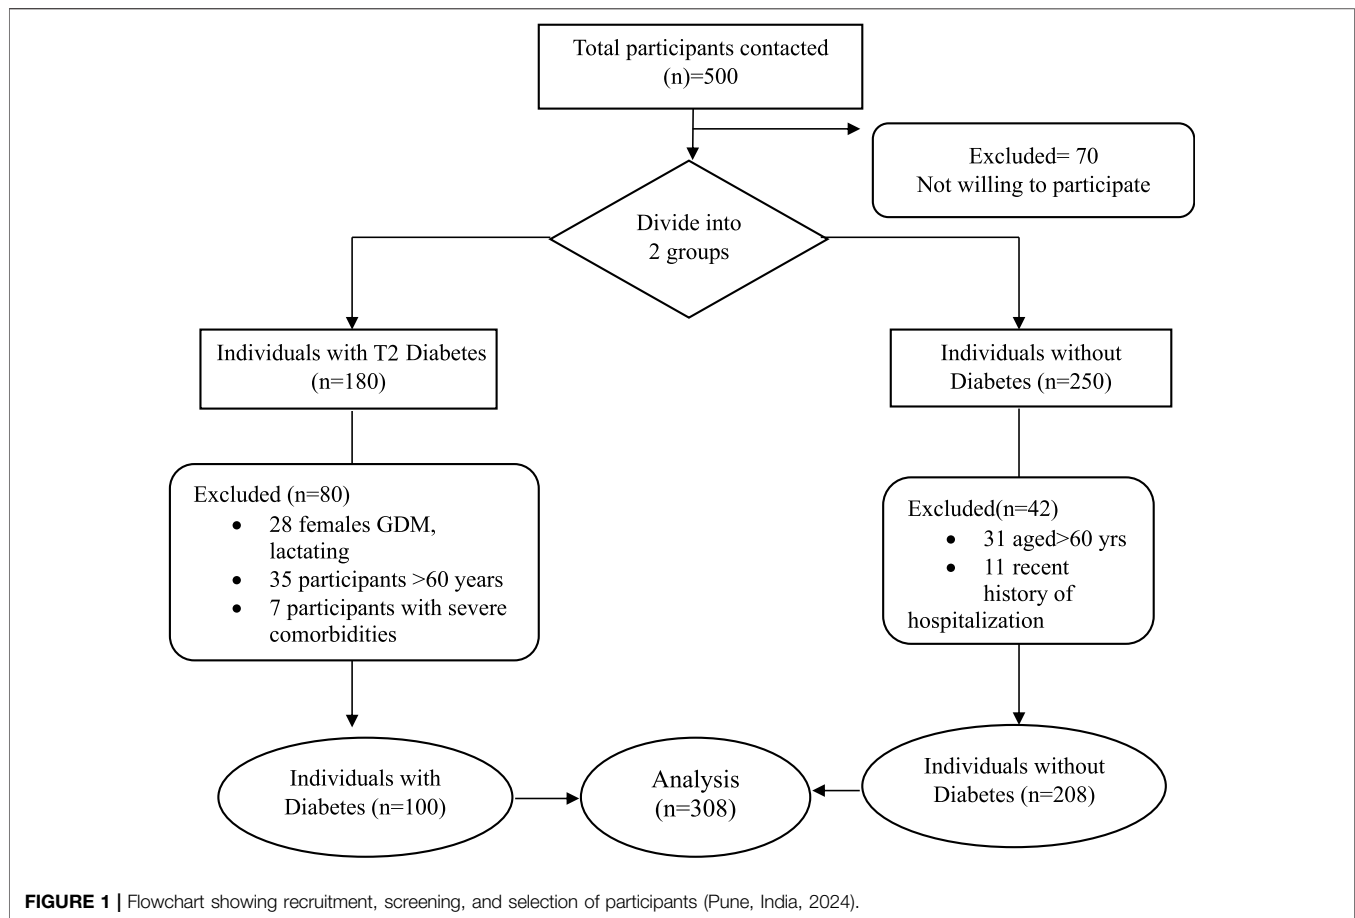 Total participants contacted
(n)=500
Excluded= 70
Not willing to participate
Divide into
2 groups
Individuals with T2 Diabetes
(n=180)
Individuals without
Diabetes (n=250)
Excluded (n=80)
• 28 females GDM,
lactating
• 35 participants >60 years
• 7 participants with severe
comorbidities
Excluded(n=42)
• 31 aged>60 yrs
• 11 recent
history of
hospitalization
Individuals with
Diabetes (n=100)
Analysis
(n=308)
Individuals without
Diabetes (n=208)
FIGURE 1 | Flowchart showing recruitment, screening, and selection of participants (Pune, India, 2024).